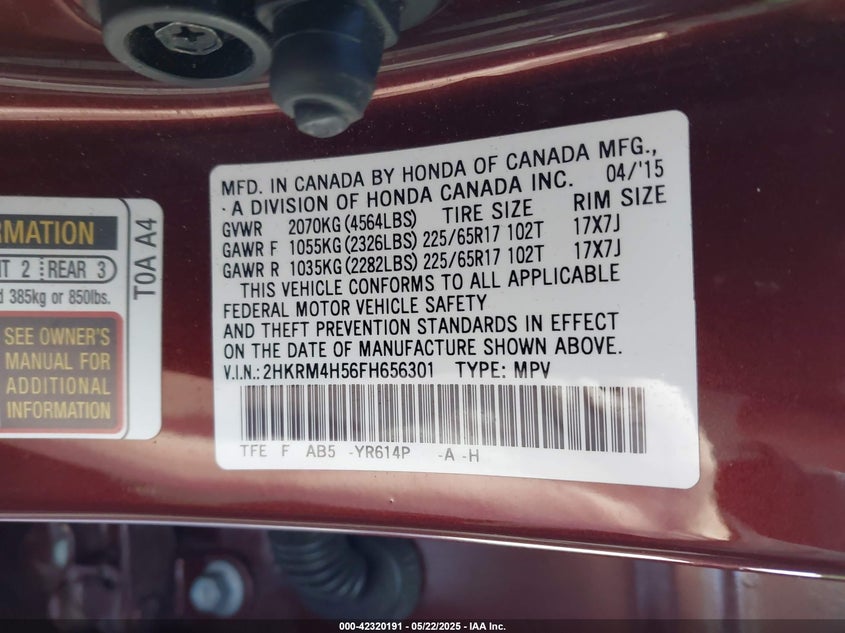 MFD. IN CANADA BY HONDA OF CANADA MFG.,
·A DIVISION OF HONDA CANADA INC. 04/'15
GVWR 2070KG(4564LBS) TIRE SIZE RIM SIZE
GAWR F 1055KG(2326LBS) 225/65R17 102T 17X7J
GAWR R 1035KG(2282LBS) 225/65R17 102T 17X7J
THIS VEHICLE CONFORMS TO ALL APPLICABLE
FEDERAL MOTOR VEHICLE SAFETY
AND THEFT PREVENTION STANDARDS IN EFFECT
ON THE DATE OF MANUFACTURE SHOWN ABOVE.
V.I.N.:2HKRM4H56FH656301 TYPE: MPV
TFE F AB5 -YR614P -A -H
2 REAR 3
385kg or 850lbs.
SEE OWNER'S
MANUAL FOR
ADDITIONAL
INFORMATION
T0A A4
000-42320191 - 05/22/2025 - IAA Inc.